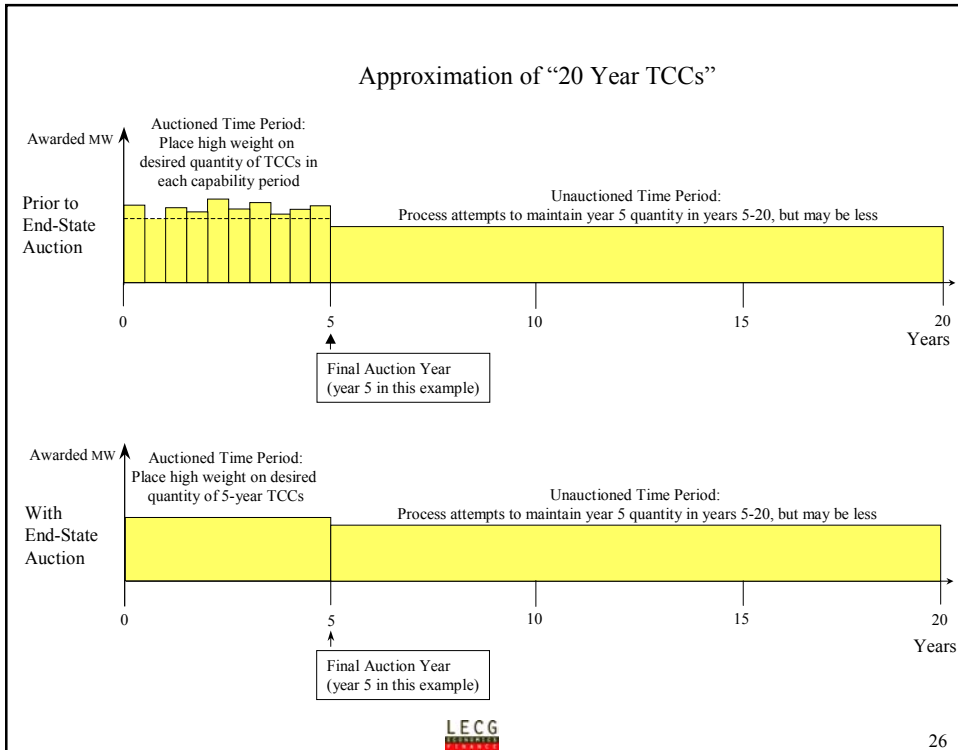 Approximation of “20 Year TCCs”
Awarded MW
Auctioned Time Period:
Place high weight on
desired quantity of TCCs in
each capability period
Prior to
End-State
Auction
Unauctioned Time Period:
Process attempts to maintain year 5 quantity in years 5-20, but may be less
0
5
10
15
20
Years
Final Auction Year
(year 5 in this example)
Awarded MW
Auctioned Time Period:
Place high weight on desired
quantity of 5-year TCCs
With
End-State
Auction
Unauctioned Time Period:
Process attempts to maintain year 5 quantity in years 5-20, but may be less
0
5
10
15
20
Years
Final Auction Year
(year 5 in this example)
LECG
ECONOMICS
FINANCE
26